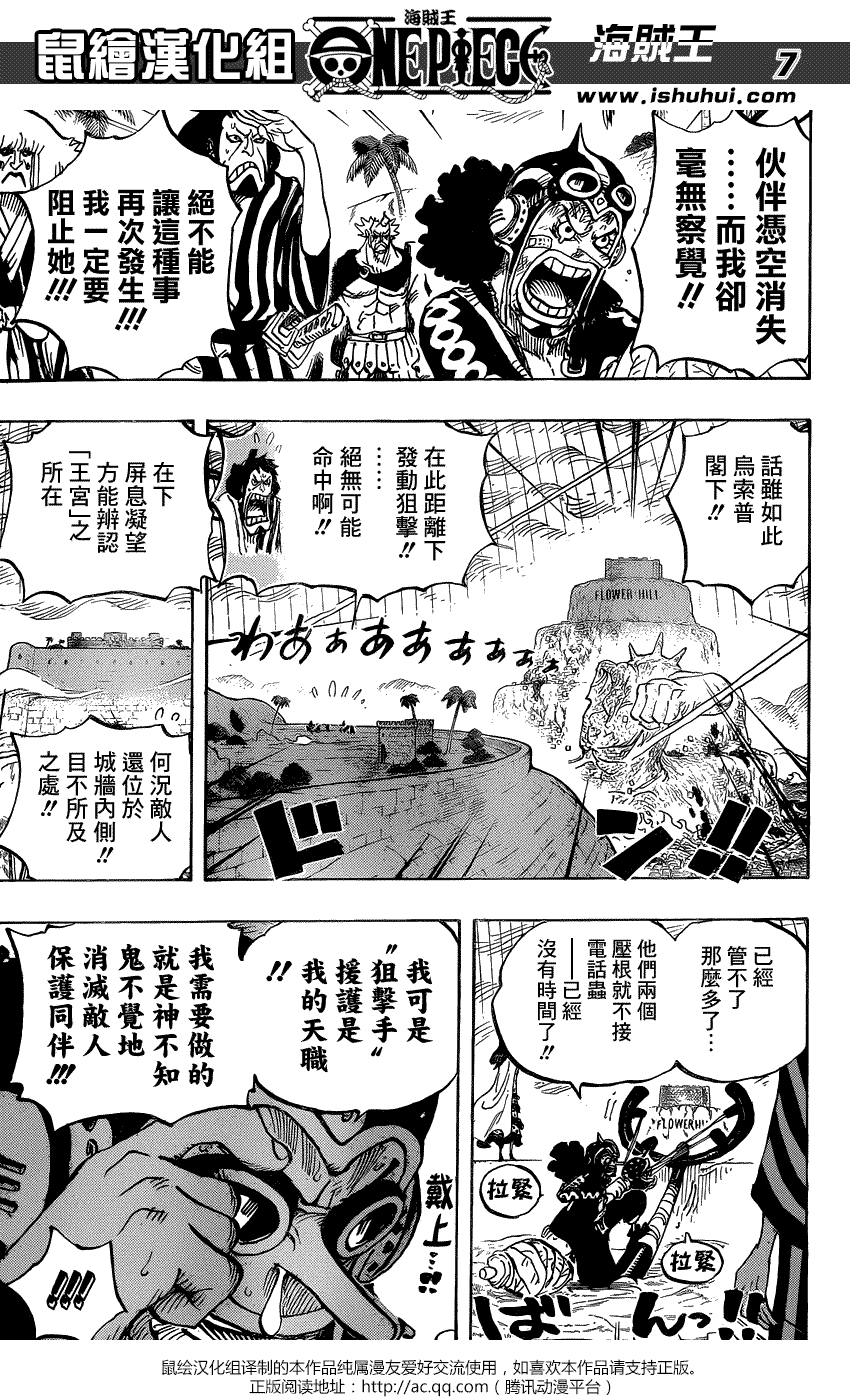 鼠繪漢化組
海賊王
ONE PIECE
海賊王
7
www.ishuhui.com
伙伴憑空消失
……而我卻
毫無察覺!!
絕不能
讓這種事
再次發生!!!
我一定要
阻止她!!!
話雖如此
烏索普
閣下!!
在此距離下
發動狙擊!!
……
絕無可能
命中啊!!
FLOWER HILL
わあぁぁあぁぁぁぁ
ドン!!
在下
屏息凝望
方能辨認
「王宮」之
所在
何況敵人
還位於
城牆內側
目不所及
之處!!
已經
管不了
那麼多了…
他們兩個
壓根就不接
電話蟲
——已經
沒有時間了!!
FLOWER HI
拉緊
拉緊
ばんっ!!
我可是
"狙擊手"
援護是
我的天職
!!
我需要做的
就是神不知
鬼不覺地
消滅敵人
保護同伴!!!
戴上…!!
!!!
鼠绘汉化组译制的本作品纯属漫友爱好交流使用，如喜欢本作品请支持正版。
正版阅读地址：http://ac.qq.com（腾讯动漫平台）